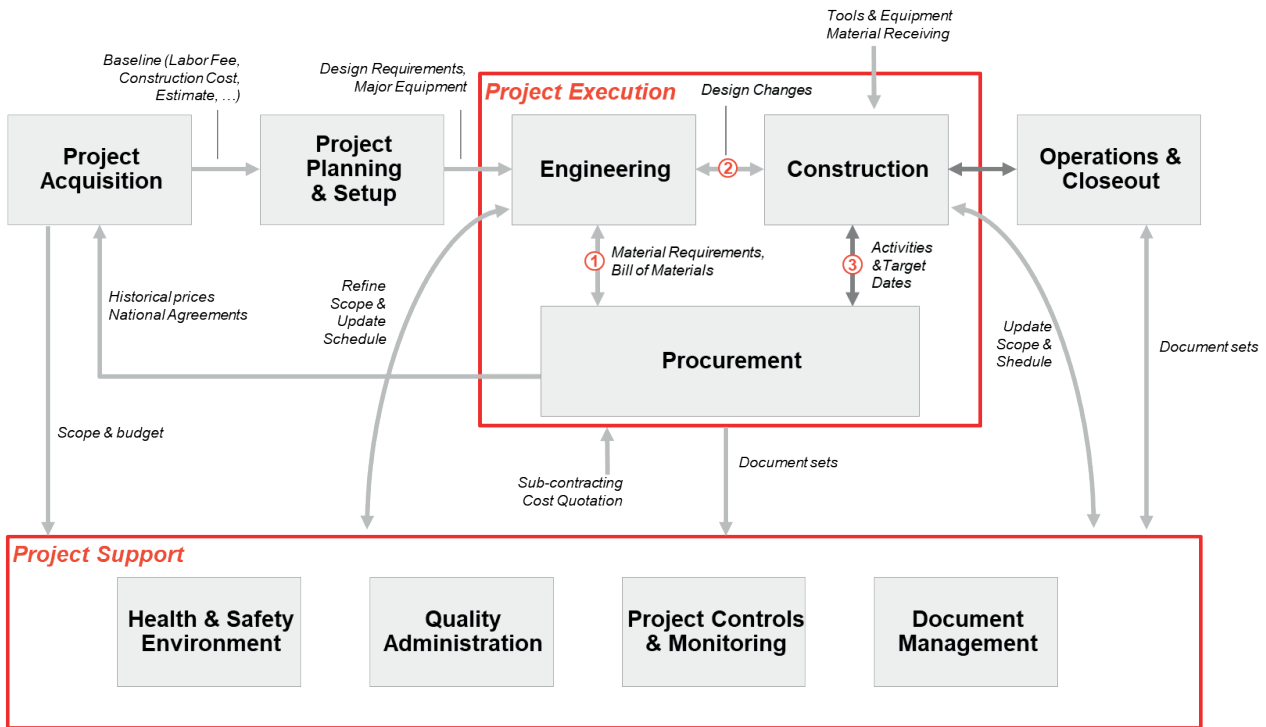 Tools & Equipment
Material Receiving
Baseline (Labor Fee,
Construction Cost,
Estimate, …)
Design Requirements,
Major Equipment
Project Execution
Design Changes
Project
Acquisition
Project
Planning
& Setup
Engineering
2
Construction
Operations &
Closeout
1
Material Requirements,
Bill of Materials
3
Activities
&Target
Dates
Historical prices
National Agreements
Refine
Scope &
Update
Schedule
Procurement
Update
Scope &
Shedule
Document sets
Scope & budget
Sub-contracting
Cost Quotation
Document sets
Project Support
Health & Safety
Environment
Quality
Administration
Project Controls
& Monitoring
Document
Management